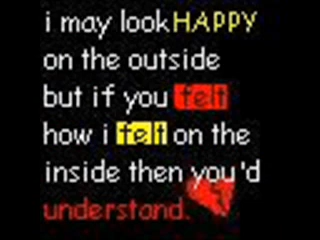 i may look HAPPY
on the outside
but if you felt
how i felt on the
inside then you'd
understand.